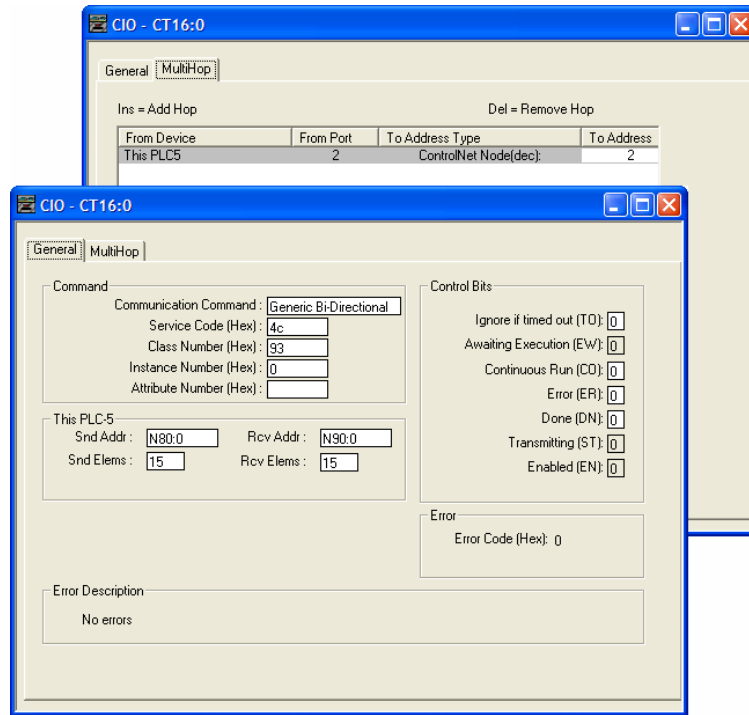 CIO - CT16:0
General MultiHop
Ins = Add Hop Del = Remove Hop
From Device From Port To Address Type To Address
This PLC5 2 ControlNet Node(dec): 2
CIO - CT16:0
General MultiHop
Command
Communication Command : Generic Bi-Directional
Service Code (Hex) : 4c
Class Number (Hex) : 93
Instance Number (Hex) : 0
Attribute Number (Hex) :
This PLC-5
Snd Addr : N80:0 Rcv Addr : N90:0
Snd Elems : 15 Rcv Elems : 15
Control Bits
Ignore if timed out (TO): 0
Awaiting Execution (EW): 0
Continuous Run (CO): 0
Error (ER): 0
Done (DN): 0
Transmitting (ST): 0
Enabled (EN): 0
Error
Error Code (Hex): 0
Error Description
No errors